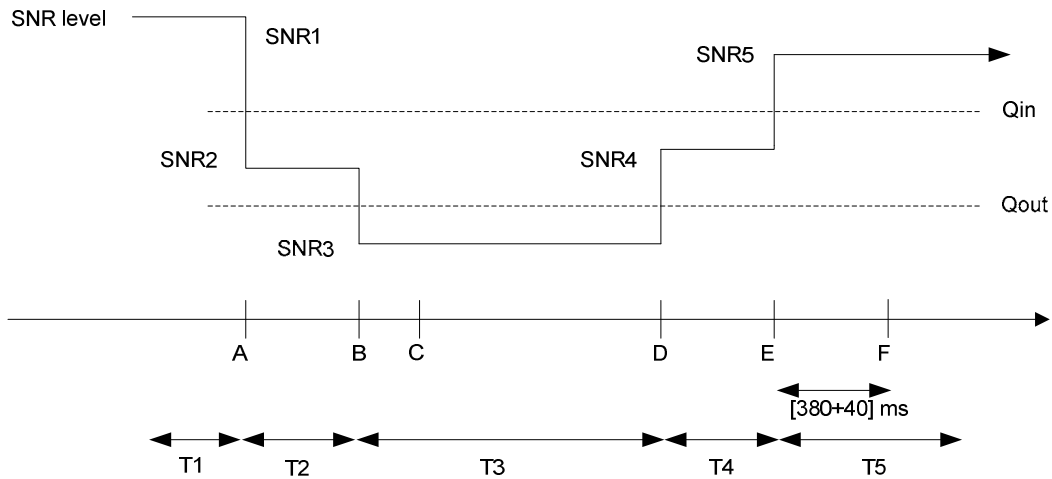 SNR level
SNR1
SNR5
Qin
SNR2
SNR4
Qout
SNR3
A
B
C
D
E
F
[380+40] ms
T1
T2
T3
T4
T5